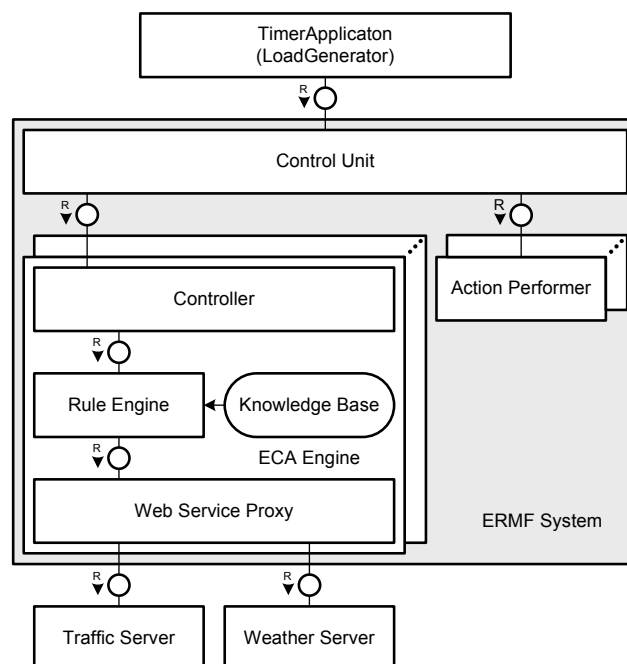 TimerApplicaton
(LoadGenerator)
R
Control Unit
R
R
Controller
Action Performer
R
Rule Engine
Knowledge Base
R
ECA Engine
Web Service Proxy
ERMF System
R
R
Traffic Server
Weather Server